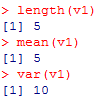 > length(v1)
[1] 5
> mean(v1)
[1] 5
> var(v1)
[1] 10